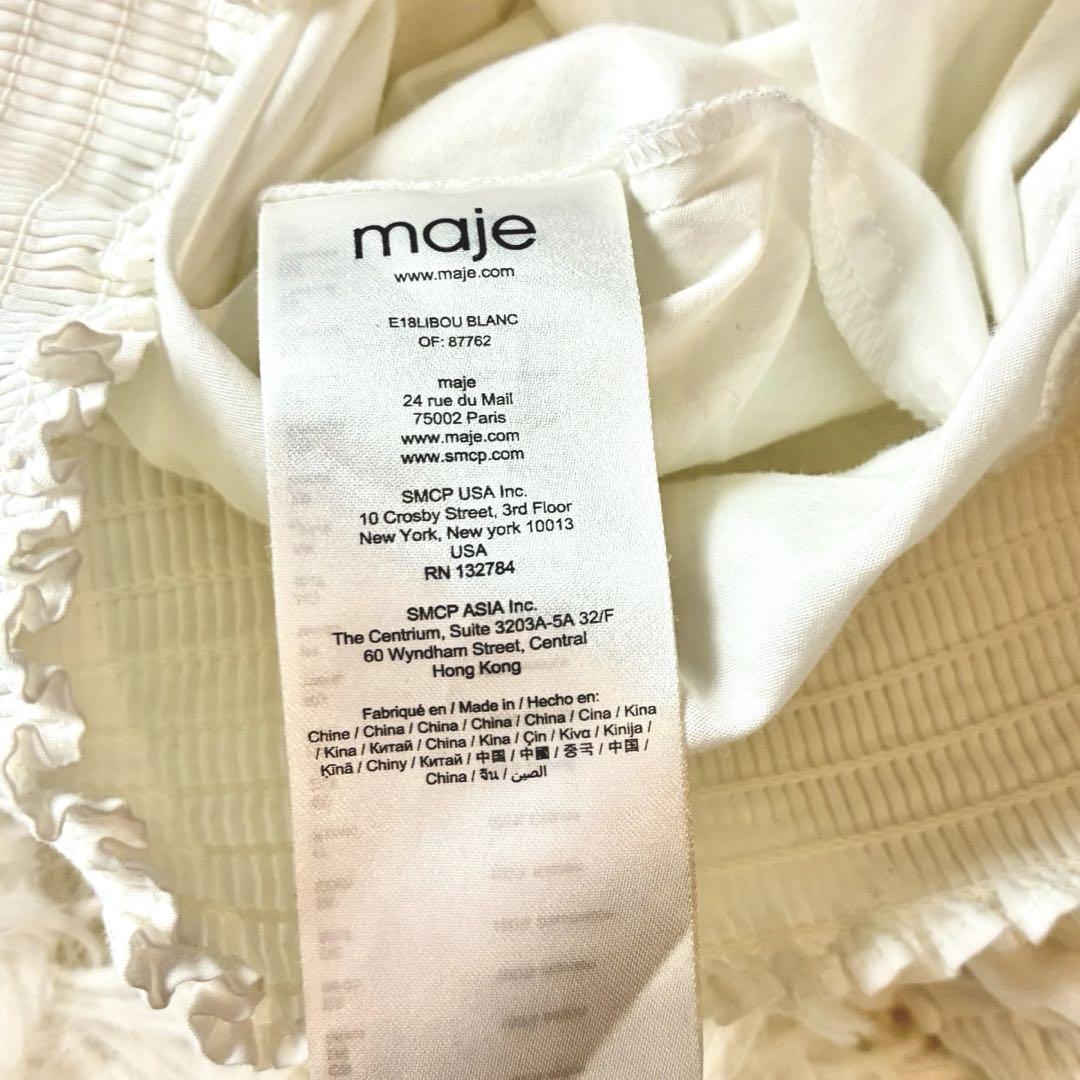 maje
www.maje.com
E18LIBOU BLANC
OF: 87762
maje
24 rue du Mail
75002 Paris
www.maje.com
www.smcp.com
SMCP USA Inc.
10 Crosby Street, 3rd Floor
New York, New york 10013
USA
RN 132784
SMCP ASIA Inc.
The Centrium, Suite 3203A-5A 32/F
60 Wyndham Street, Central
Hong Kong
Fabriqué en / Made in / Hecho en:
Chine / China / China / China / China / Cina / Kina
/ Kina / Китай / China / Kina / Çin / Kiva / Kinija /
Ķīnā / Chiny / Китай / 中国 / 中國 / 중국 / 中国 /
China / จีน / الصين